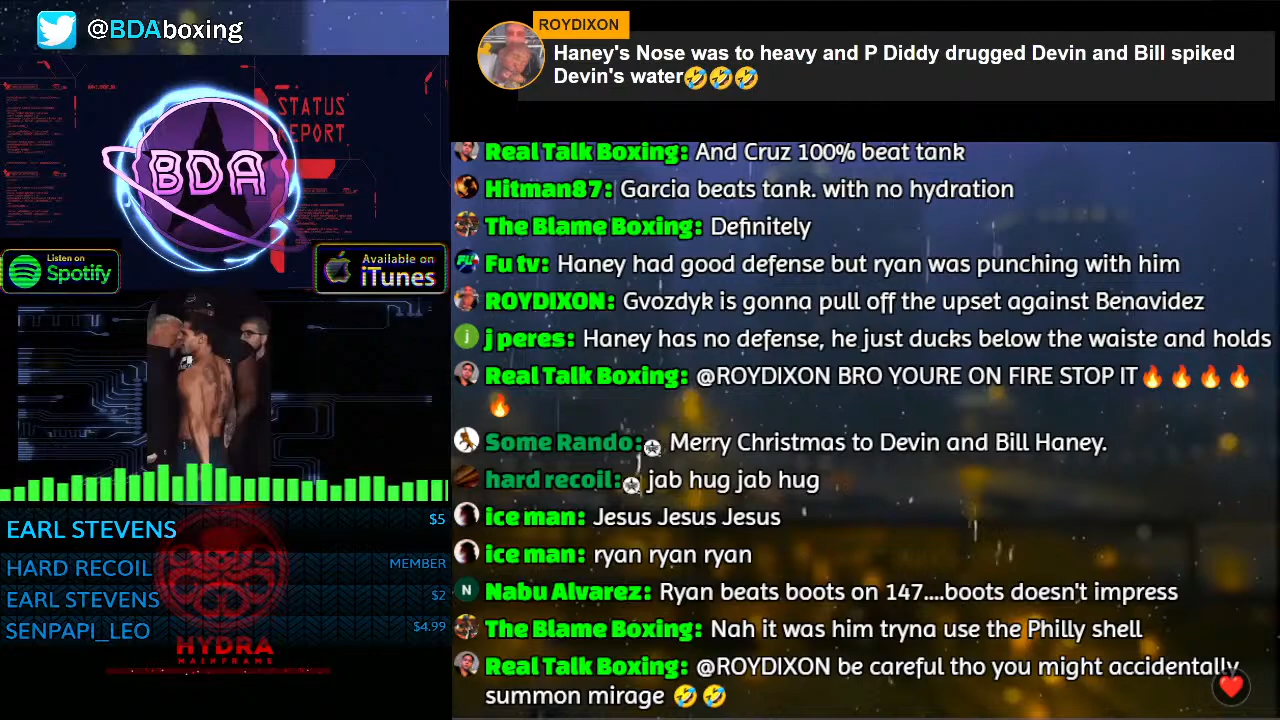 @BDAboxing
STATUS
REPORT
BDA
Listen on
Spotify
Available on
iTunes
EARL STEVENS $5
HARD RECOIL MEMBER
EARL STEVENS $2
SENPAPI_LEO $4.99
HYDRA
MAINFRAME
ROYDIXON
Haney's Nose was to heavy and P Diddy drugged Devin and Bill spiked
Devin's water🤣🤣🤣
Real Talk Boxing: And Cruz 100% beat tank
Hitman87: Garcia beats tank. with no hydration
The Blame Boxing: Definitely
Fu tv: Haney had good defense but ryan was punching with him
ROYDIXON: Gvozdyk is gonna pull off the upset against Benavidez
j peres: Haney has no defense, he just ducks below the waiste and holds
Real Talk Boxing: @ROYDIXON BRO YOURE ON FIRE STOP IT🔥🔥🔥🔥
🔥
Some Rando: Merry Christmas to Devin and Bill Haney.
hard recoil: jab hug jab hug
ice man: Jesus Jesus Jesus
ice man: ryan ryan ryan
Nabu Alvarez: Ryan beats boots on 147....boots doesn't impress
The Blame Boxing: Nah it was him tryna use the Philly shell
Real Talk Boxing: @ROYDIXON be careful tho you might accidentally
summon mirage 🤣🤣